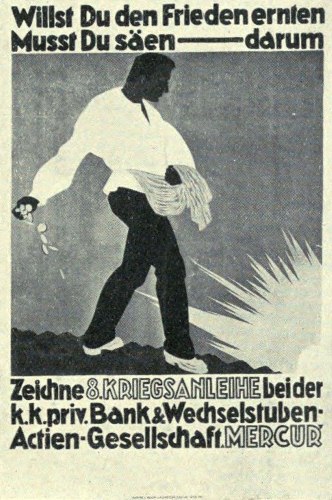 Willst Du den Frieden ernten
Musst Du säen — darum
Zeichne 8.KRIEGSANLEIHE bei der
k.k.priv. Bank & Wechselstuben-
Actien-Gesellschaft MERCUR